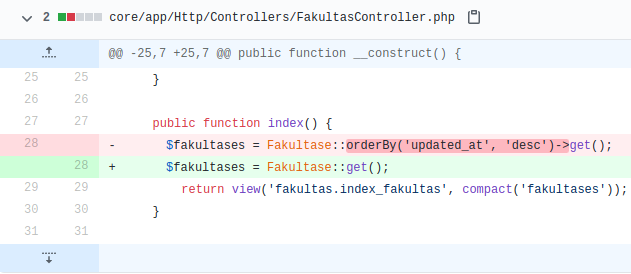 2 core/app/Http/Controllers/FakultasController.php
@@ -25,7 +25,7 @@ public function __construct() {
25 25 }
26 26
27 27 public function index() {
28 - $fakultases = Fakultase::orderBy('updated_at', 'desc')->get();
28 + $fakultases = Fakultase::get();
29 29 return view('fakultas.index_fakultas', compact('fakultases'));
30 30 }
31 31